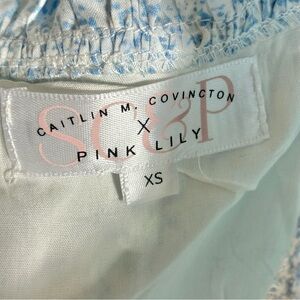 SC&P
CAITLIN M. COVINGTON
X
PINK LILY
XS